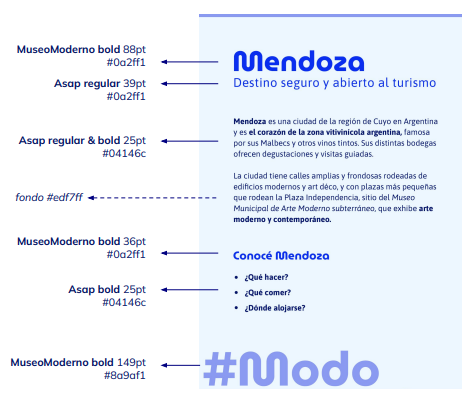 MuseoModerno bold 88pt
#0a2ff1
Asap regular 39pt
#0a2ff1
Asap regular & bold 25pt
#04146c
fondo #edf7ff
MuseoModerno bold 36pt
#0a2ff1
Asap bold 25pt
#04146c
MuseoModerno bold 149pt
#8a9af1
Mendoza
Destino seguro y abierto al turismo
Mendoza es una ciudad de la región de Cuyo en Argentina
y es el corazón de la zona vitivinícola argentina, famosa
por sus Malbecs y otros vinos tintos. Sus distintas bodegas
ofrecen degustaciones y visitas guiadas.
La ciudad tiene calles amplias y frondosas rodeadas de
edificios modernos y art déco, y con plazas más pequeñas
que rodean la Plaza Independencia, sitio del Museo
Municipal de Arte Moderno subterráneo, que exhibe arte
moderno y contemporáneo.
Conocé Mendoza
• ¿Qué hacer?
• ¿Qué comer?
• ¿Dónde alojarse?
#Modo